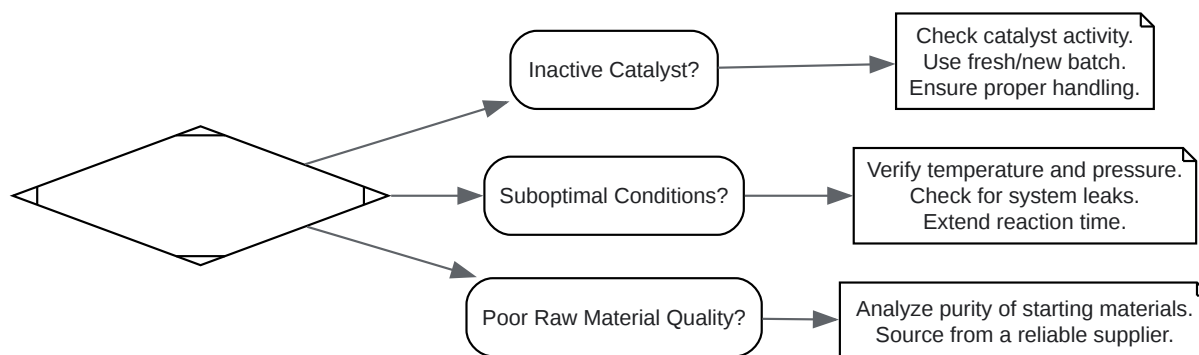 Inactive Catalyst?
Check catalyst activity.
Use fresh/new batch.
Ensure proper handling.
Suboptimal Conditions?
Verify temperature and pressure.
Check for system leaks.
Extend reaction time.
Poor Raw Material Quality?
Analyze purity of starting materials.
Source from a reliable supplier.